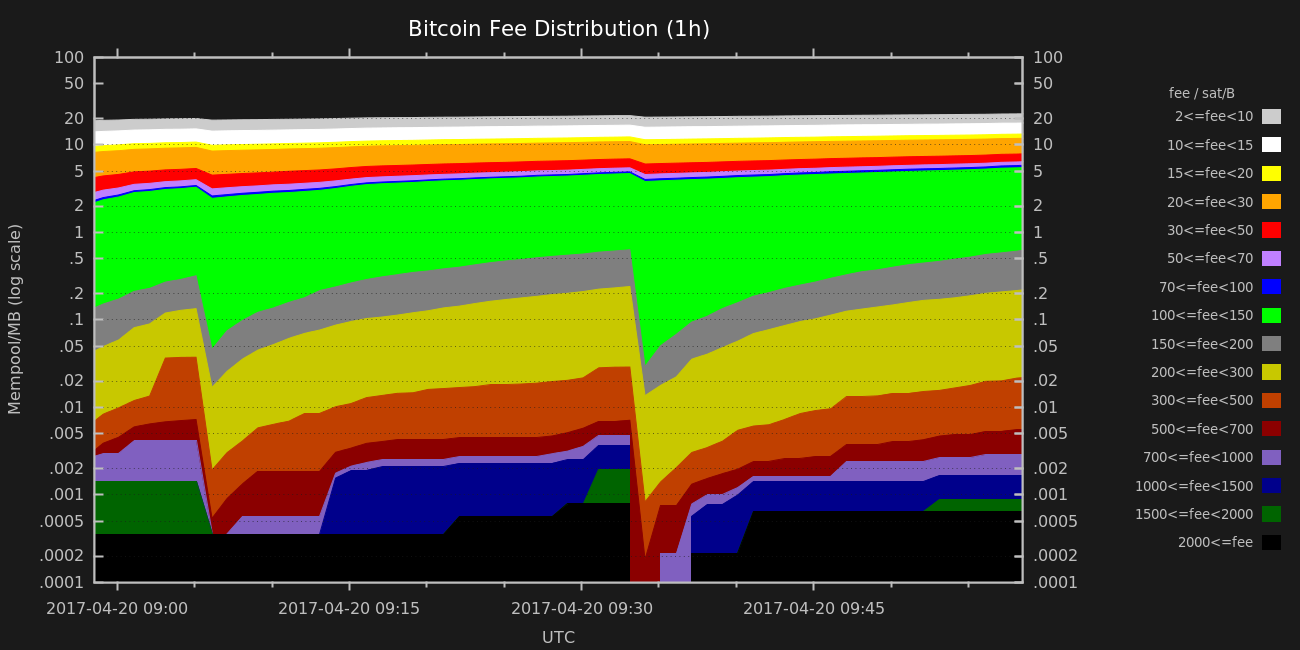 Bitcoin Fee Distribution (1h)
100
50
20
10
5
2
1
.5
.2
.1
.05
.02
.01
.005
.002
.001
.0005
.0002
.0001
Mempool/MB (log scale)
100
50
20
10
5
2
1
.5
.2
.1
.05
.02
.01
.005
.002
.001
.0005
.0002
.0001
2017-04-20 09:00 2017-04-20 09:15 2017-04-20 09:30 2017-04-20 09:45
UTC
fee / sat/B
2<=fee<10
10<=fee<15
15<=fee<20
20<=fee<30
30<=fee<50
50<=fee<70
70<=fee<100
100<=fee<150
150<=fee<200
200<=fee<300
300<=fee<500
500<=fee<700
700<=fee<1000
1000<=fee<1500
1500<=fee<2000
2000<=fee